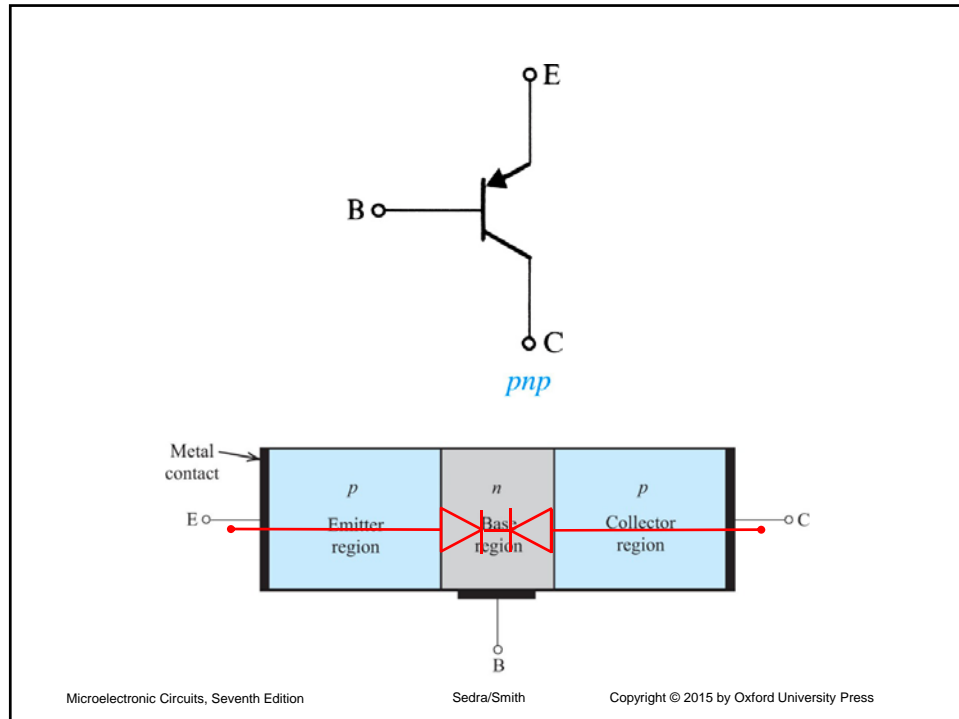 E
B
C
pnp
Metal
contact
p n p
E Emitter Base Collector C
region region region
B
Microelectronic Circuits, Seventh Edition Sedra/Smith Copyright © 2015 by Oxford University Press